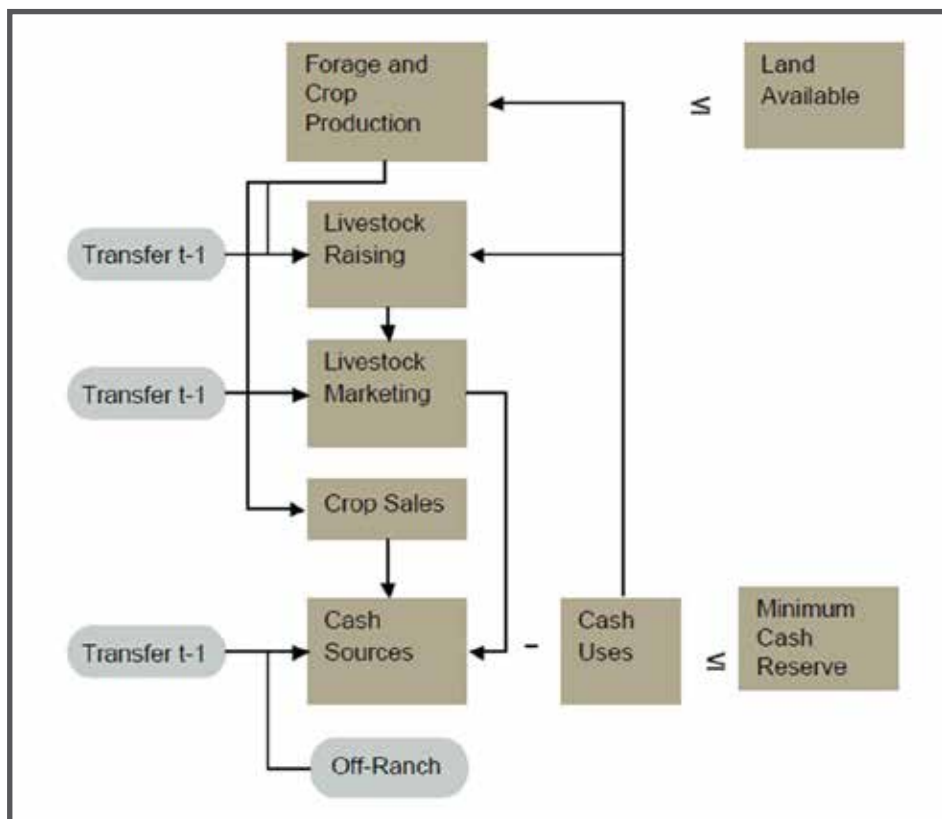 Forage and
Crop
Production
≤
Land
Available
Transfer t-1
Livestock
Raising
Transfer t-1
Livestock
Marketing
Crop Sales
Transfer t-1
Cash
Sources
-
Cash
Uses
≤
Minimum
Cash
Reserve
Off-Ranch